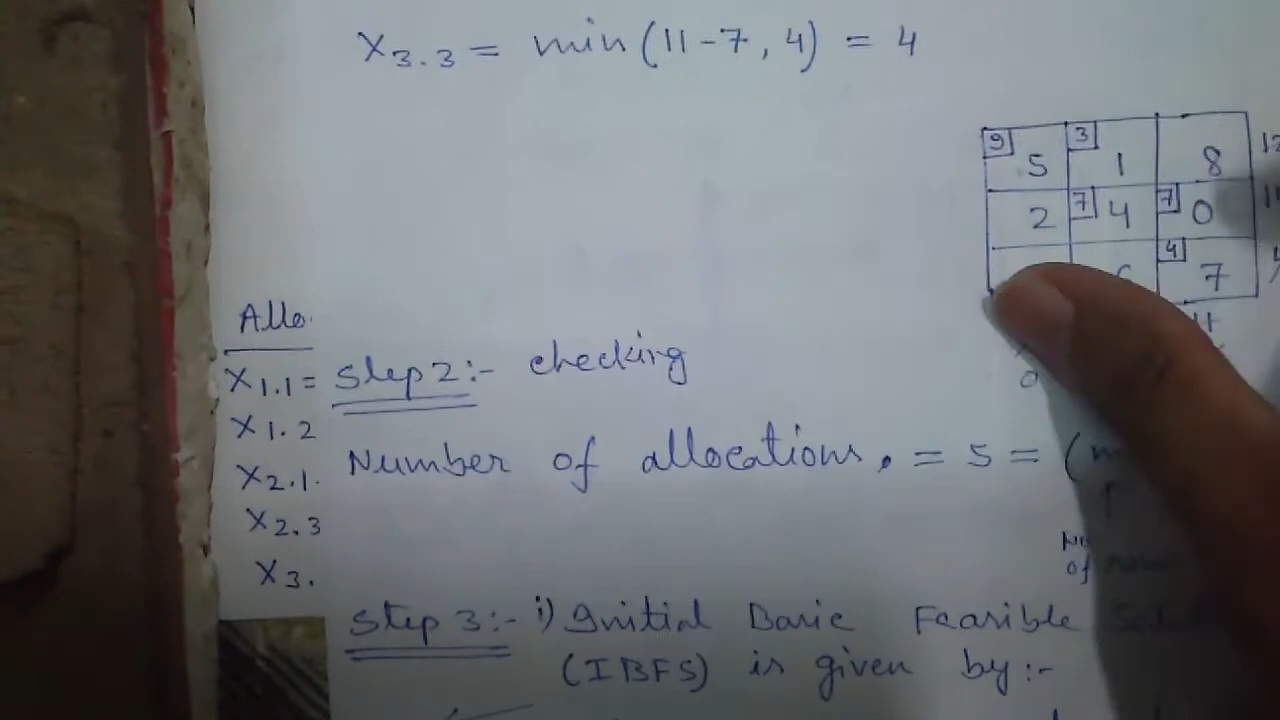 X3.3 = min (11-7, 4) = 4
9 5 3 1 8
2 7 4 7 0
4 7
Allo.
X1.1 =
X1.2
X2.1.
X2.3
X3.
Step 2:- checking
Number of allocations. = 5 = (
0
of
Step 3:- i) Initial Basic Feasible
(IBFS) is given by:-